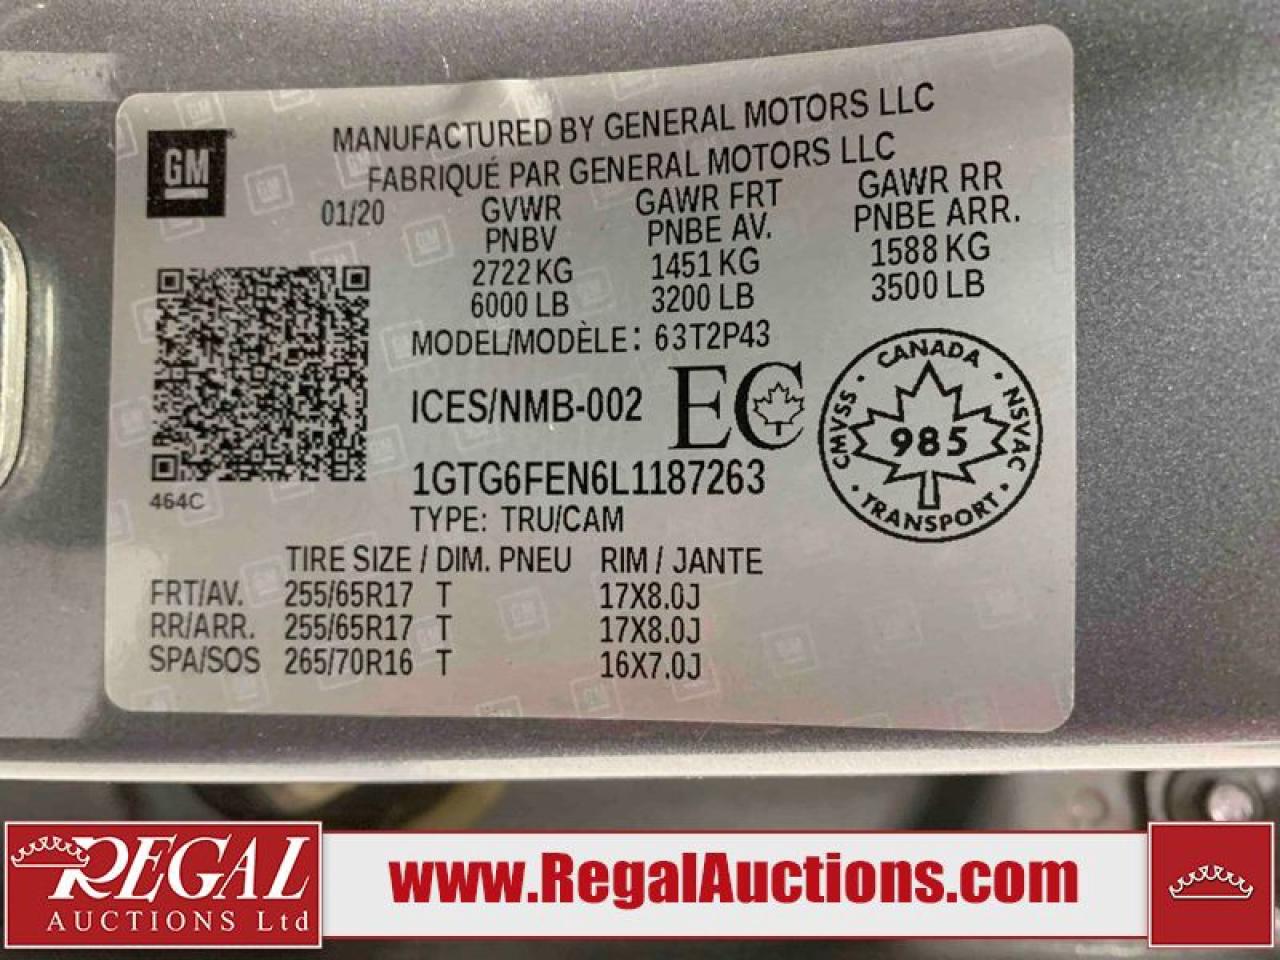 GM
MANUFACTURED BY GENERAL MOTORS LLC
FABRIQUÉ PAR GENERAL MOTORS LLC
01/20 GVWR GAWR FRT GAWR RR
PNBV PNBE AV. PNBE ARR.
2722 KG 1451 KG 1588 KG
6000 LB 3200 LB 3500 LB
MODEL/MODÈLE: 63T2P43
ICES/NMB-002 EC
1GTG6FEN6L1187263
464C
TYPE: TRU/CAM
CANADA
CMVSS 985 NSVAC
TRANSPORT
TIRE SIZE / DIM. PNEU RIM / JANTE
FRT/AV. 255/65R17 T 17X8.0J
RR/ARR. 255/65R17 T 17X8.0J
SPA/SOS 265/70R16 T 16X7.0J
REGAL
AUCTIONS Ltd
www.RegalAuctions.com